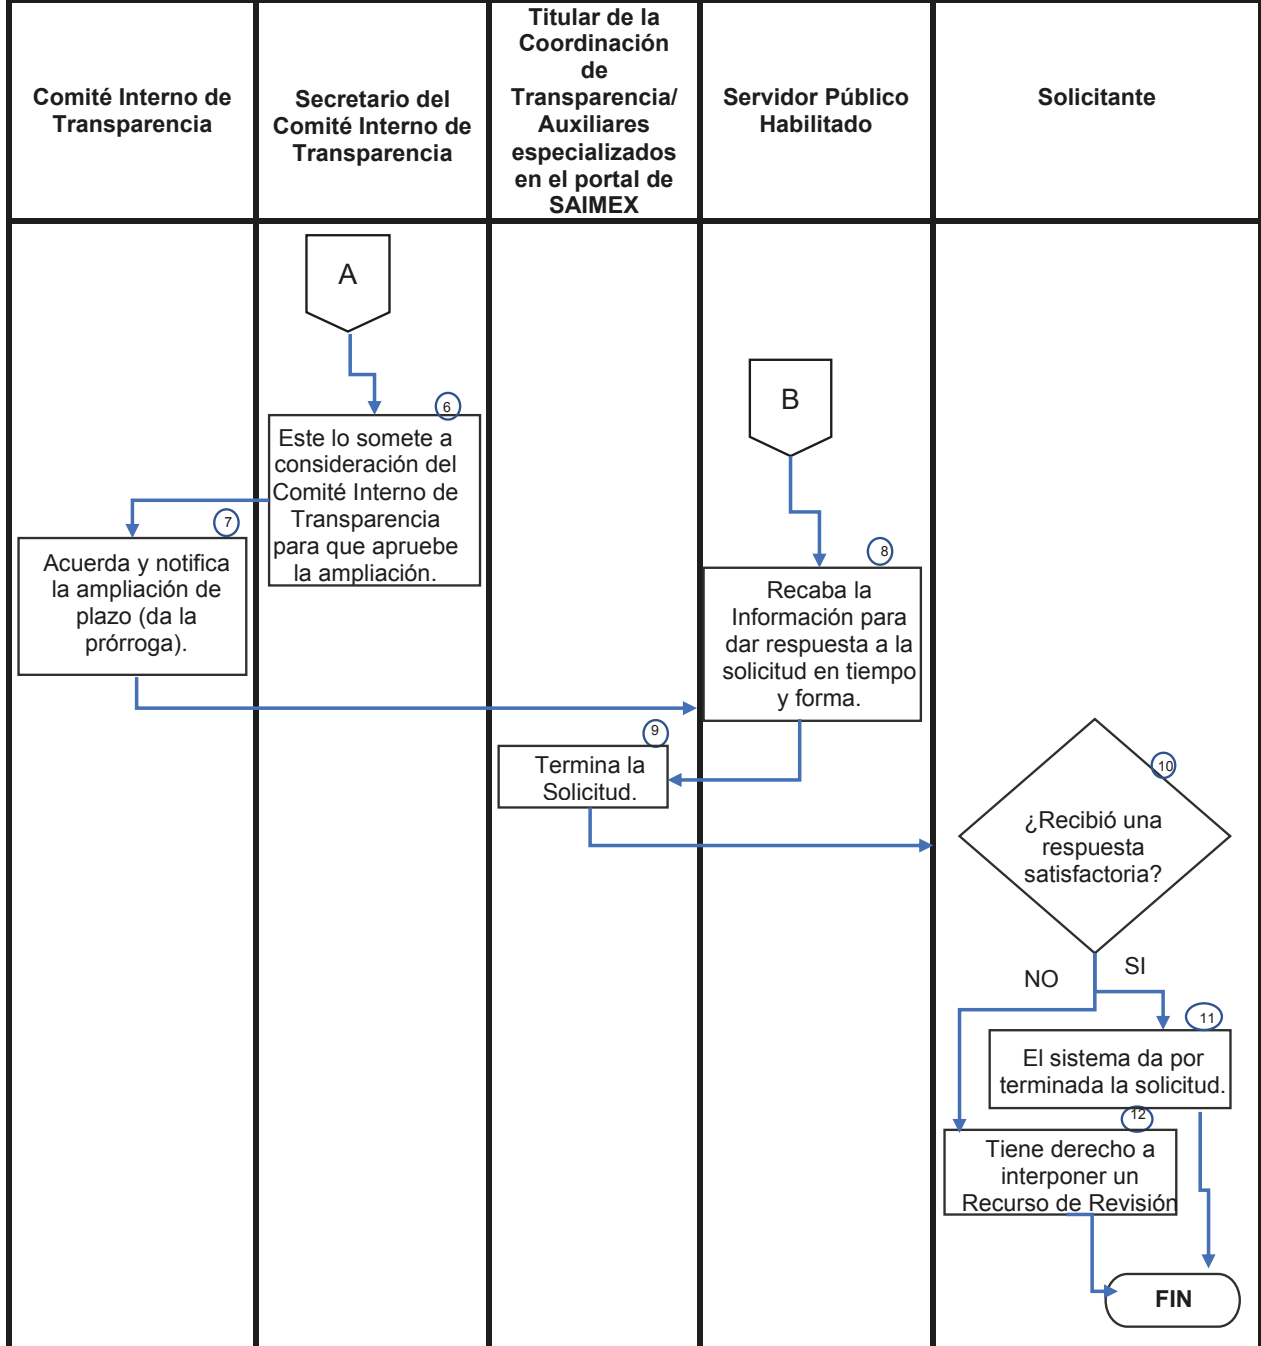 Comité Interno de
Transparencia
Secretario del
Comité Interno de
Transparencia
Titular de la
Coordinación
de
Transparencia/
Auxiliares
especializados
en el portal de
SAIMEX
Servidor Público
Habilitado
Solicitante
A
B
6
Este lo somete a
consideración del
Comité Interno de
Transparencia
para que apruebe
la ampliación.
7
Acuerda y notifica
la ampliación de
plazo (da la
prórroga).
8
Recaba la
Información para
dar respuesta a la
solicitud en tiempo
y forma.
9
Termina la
Solicitud.
10
¿Recibió una
respuesta
satisfactoria?
NO
SI
11
El sistema da por
terminada la solicitud.
12
Tiene derecho a
interponer un
Recurso de Revisión
FIN